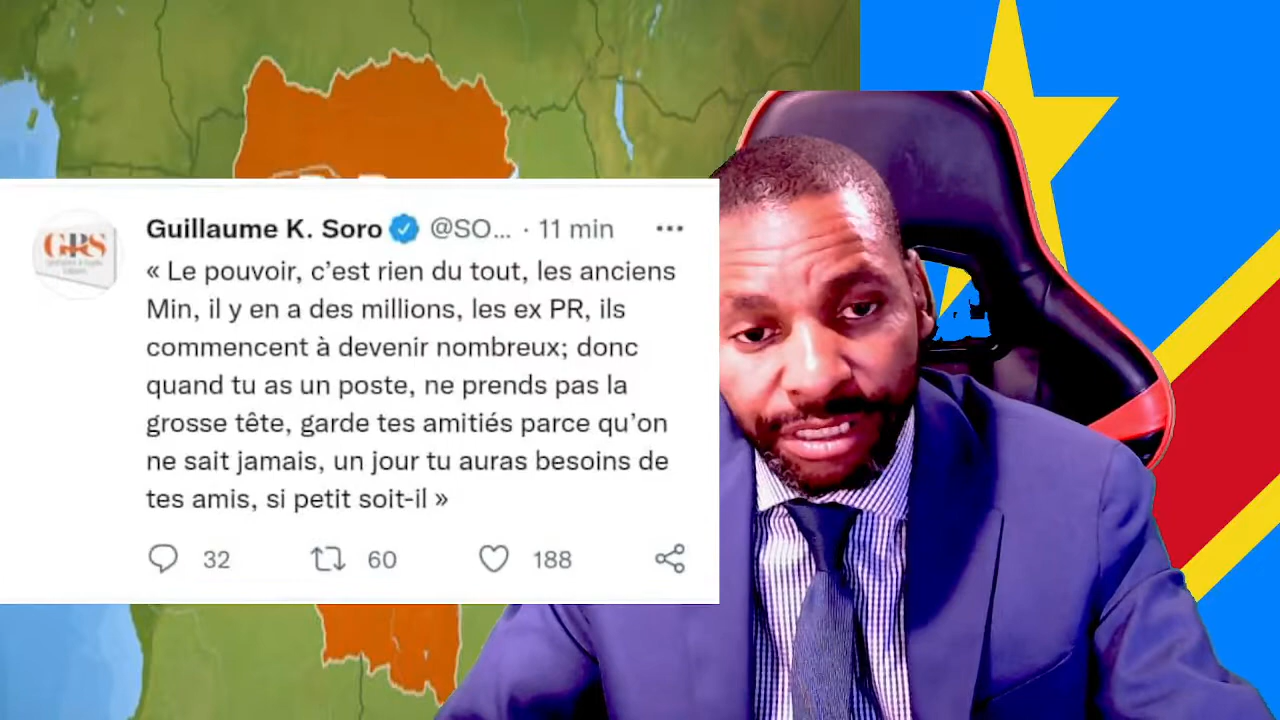 GRS
Guillaume K. Soro @SO... · 11 min
« Le pouvoir, c’est rien du tout, les anciens
Min, il y en a des millions, les ex PR, ils
commencent à devenir nombreux; donc
quand tu as un poste, ne prends pas la
grosse tête, garde tes amitiés parce qu’on
ne sait jamais, un jour tu auras besoins de
tes amis, si petit soit-il »
32 60 188